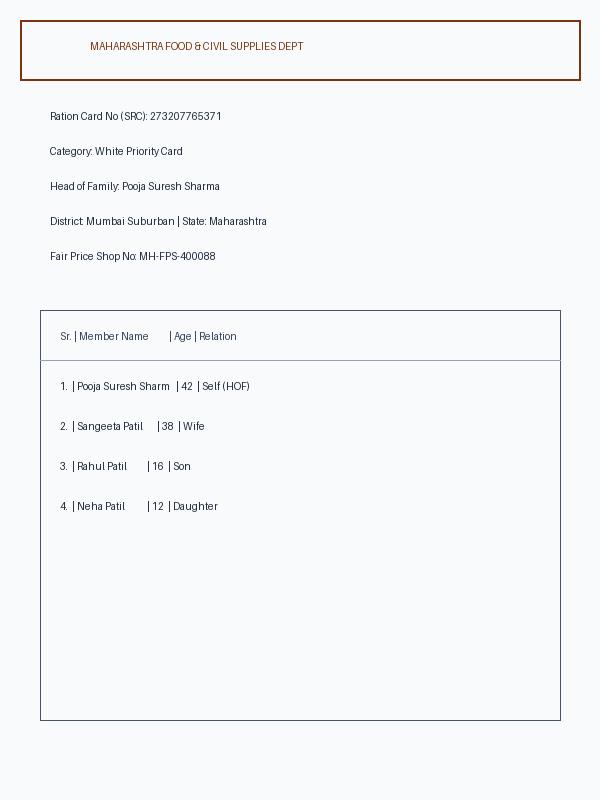 MAHARASHTRA FOOD & CIVIL SUPPLIES DEPT
Ration Card No (SRC): 273207765371
Category: White Priority Card
Head of Family: Pooja Suresh Sharma
District: Mumbai Suburban | State: Maharashtra
Fair Price Shop No: MH-FPS-400088
Sr. | Member Name | Age | Relation
1. | Pooja Suresh Sharm | 42 | Self (HOF)
2. | Sangeeta Patil | 38 | Wife
3. | Rahul Patil | 16 | Son
4. | Neha Patil | 12 | Daughter